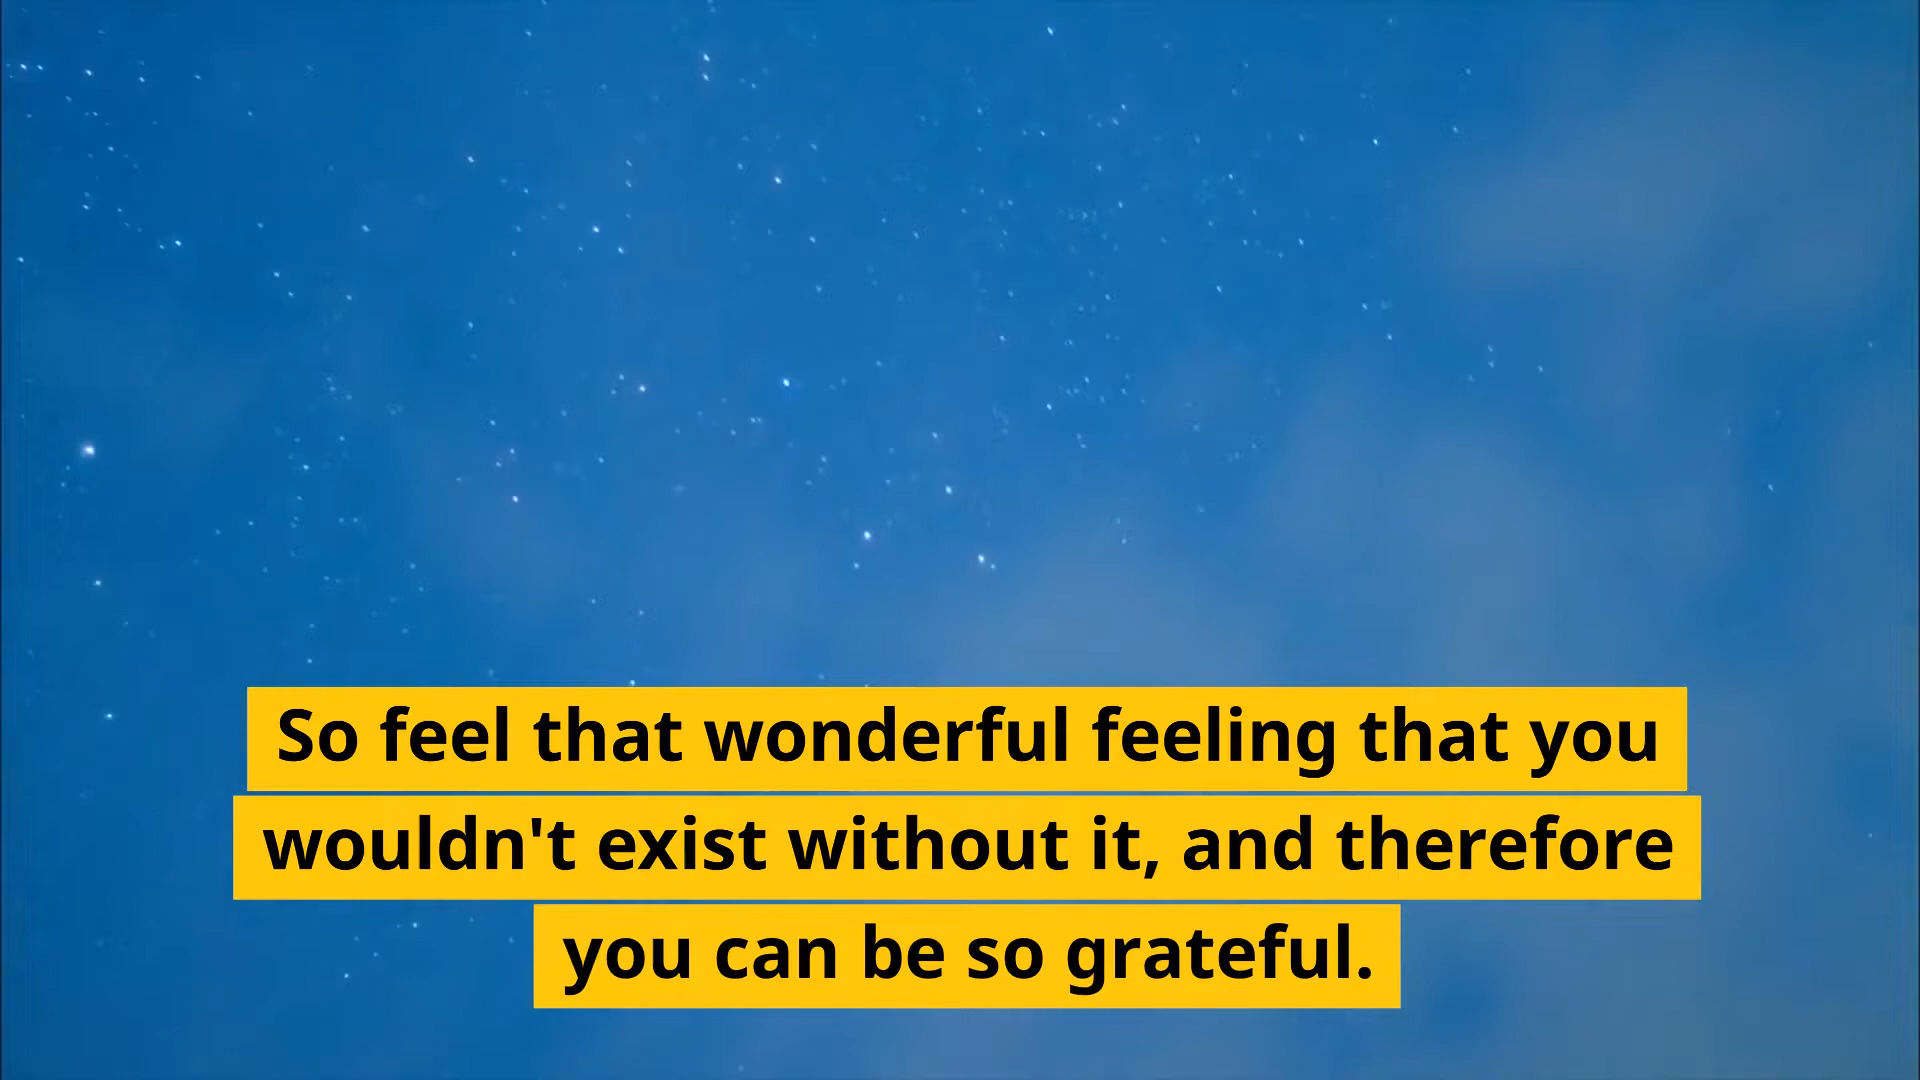 So feel that wonderful feeling that you
wouldn't exist without it, and therefore
you can be so grateful.